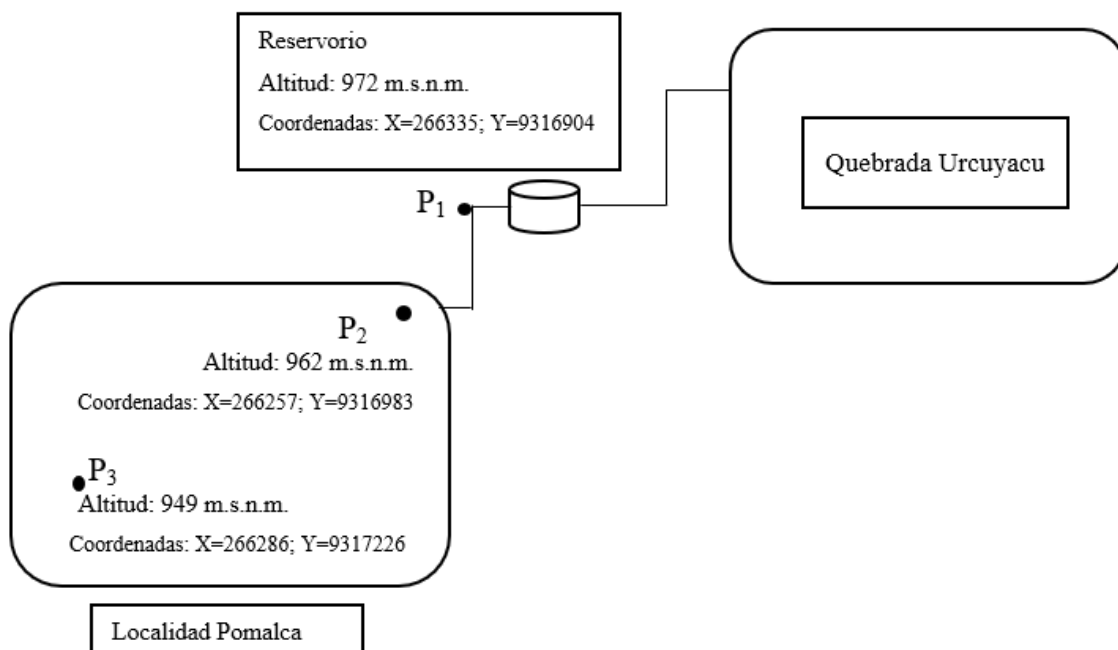 Reservorio
Altitud: 972 m.s.n.m.
Coordenadas: X=266335; Y=9316904
Quebrada Urcuyacu
P₁
P₂
Altitud: 962 m.s.n.m.
Coordenadas: X=266257; Y=9316983
P₃
Altitud: 949 m.s.n.m.
Coordenadas: X=266286; Y=9317226
Localidad Pomalca